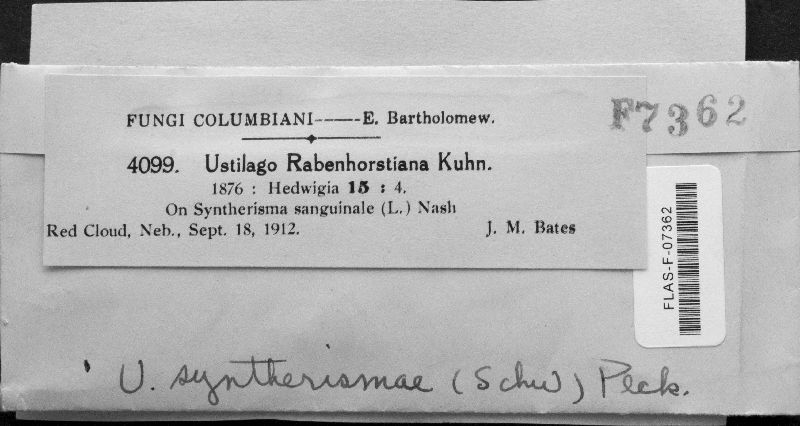 FUNGI COLUMBIANI-----E. Bartholomew.
F7362
4099. Ustilago Rabenhorstiana Kuhn.
1876 : Hedwigia 15 : 4.
On Syntherisma sanguinale (L.) Nash
Red Cloud, Neb., Sept. 18, 1912. J. M. Bates
FLAS-F-07362
U. syntherismae (Schw) Peck.